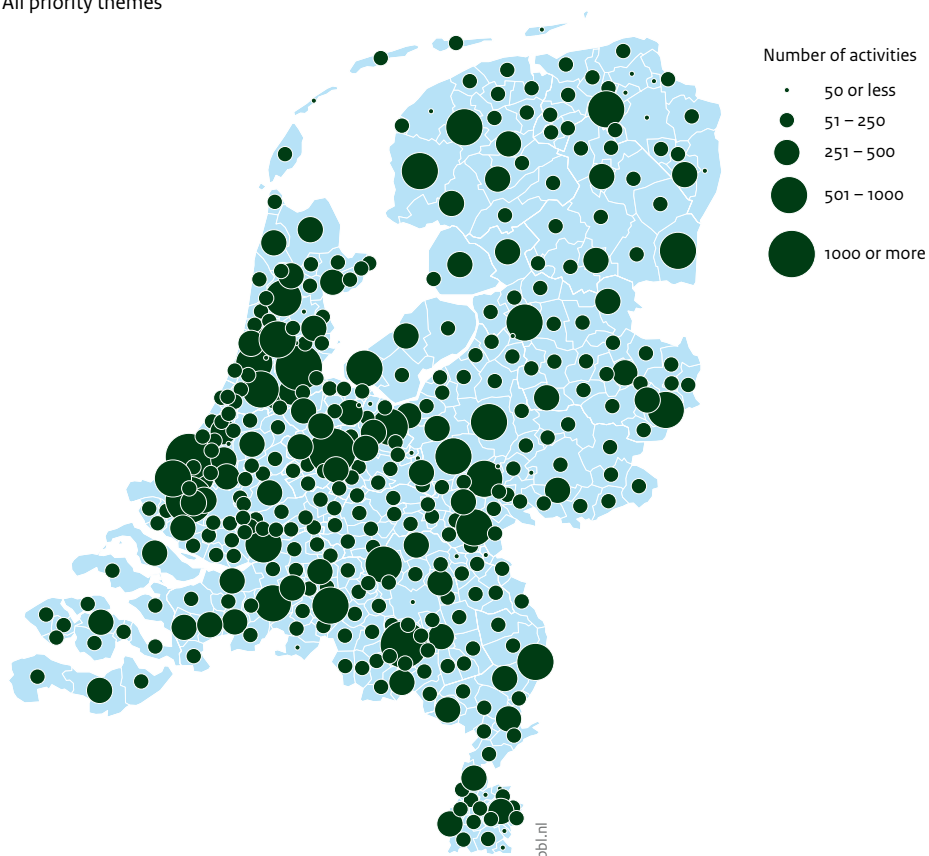 All priority themes
Number of activities
50 or less
51 – 250
251 – 500
501 – 1000
1000 or more
pbl.nl